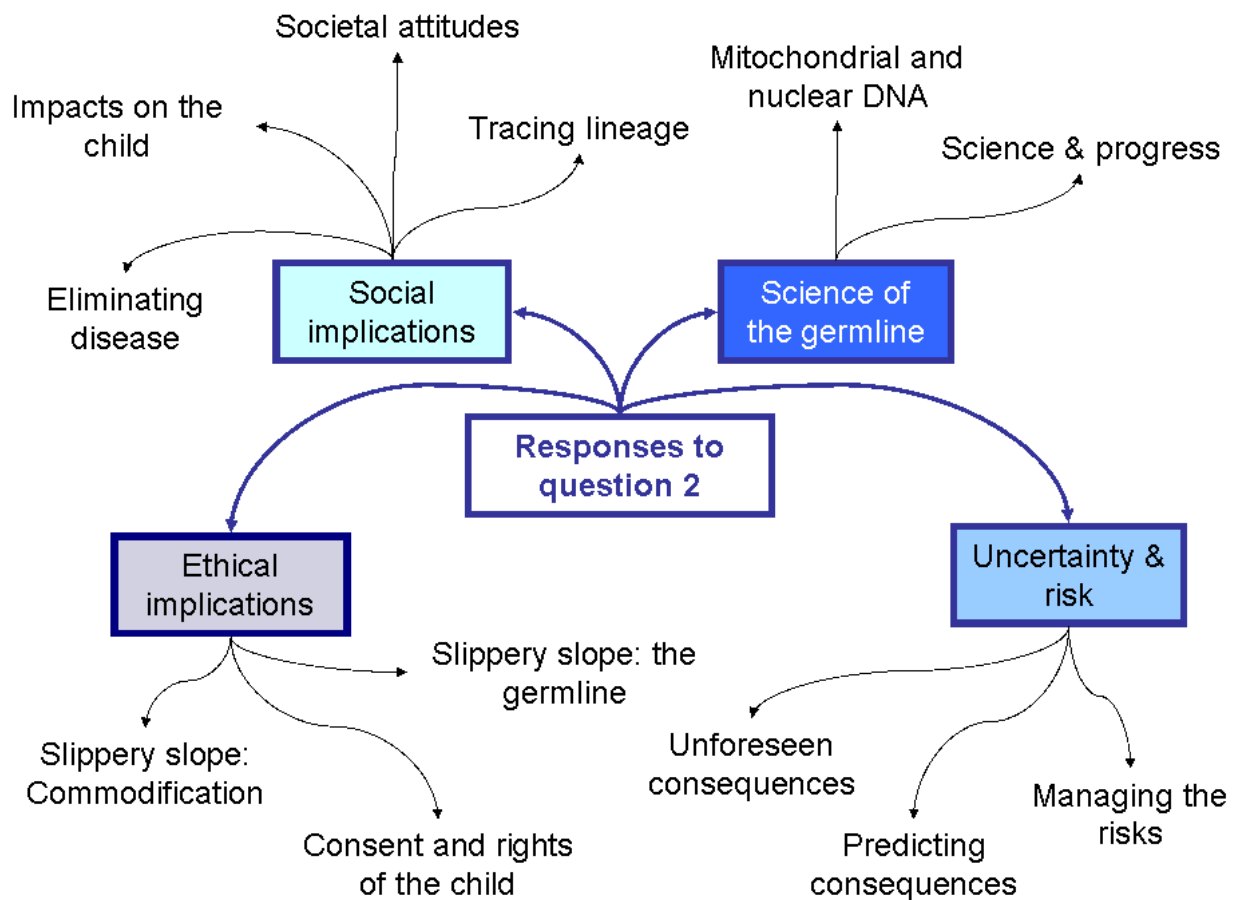 Societal attitudes
Mitochondrial and
nuclear DNA
Impacts on the
child
Tracing lineage
Science & progress
Eliminating
disease
Social
implications
Science of
the germline
Responses to
question 2
Ethical
implications
Uncertainty &
risk
Slippery slope: the
germline
Slippery slope:
Commodification
Consent and rights
of the child
Unforeseen
consequences
Predicting
consequences
Managing the
risks